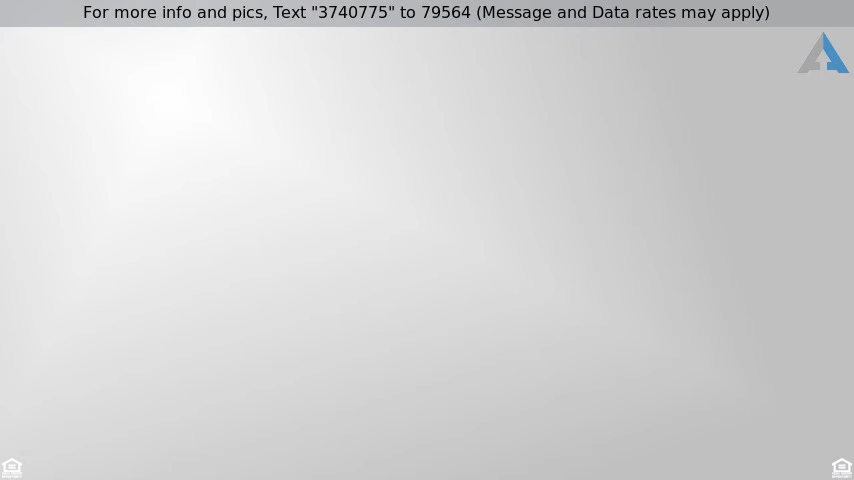 For more info and pics, Text "3740775" to 79564 (Message and Data rates may apply)